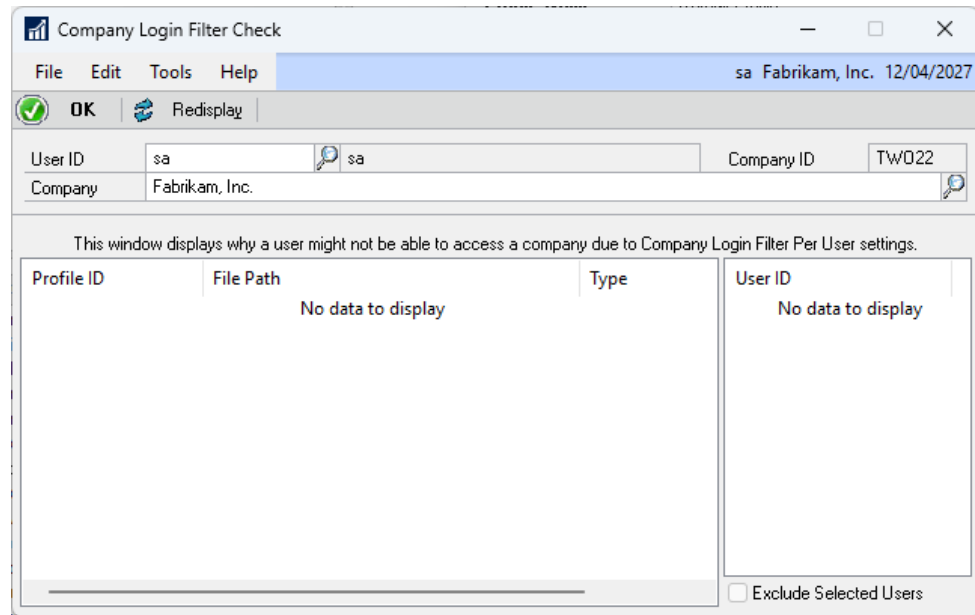 Company Login Filter Check
File Edit Tools Help sa Fabrikam, Inc. 12/04/2027
OK Redisplay
User ID sa sa Company ID TWO22
Company Fabrikam, Inc.
This window displays why a user might not be able to access a company due to Company Login Filter Per User settings.
Profile ID File Path Type User ID
No data to display No data to display
Exclude Selected Users